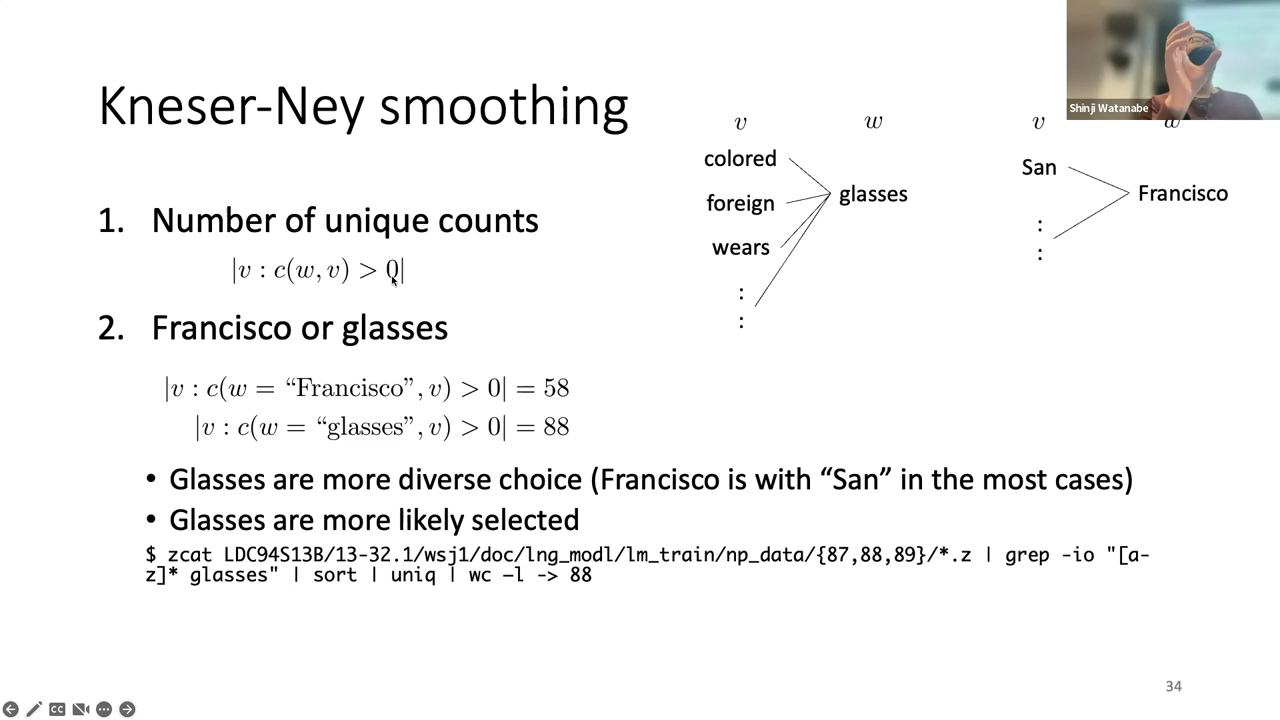 Shinji Watanabe
Kneser-Ney smoothing
v w
colored
foreign
wears
:
:
glasses
v w
San
:
:
Francisco
1. Number of unique counts
|v : c(w, v) > 0|
2. Francisco or glasses
|v : c(w = “Francisco”, v) > 0| = 58
|v : c(w = “glasses”, v) > 0| = 88
• Glasses are more diverse choice (Francisco is with “San” in the most cases)
• Glasses are more likely selected
$ zcat LDC94S13B/13-32.1/wsj1/doc/lng_modl/lm_train/np_data/{87,88,89}/*.z | grep -io "[a-
z]* glasses" | sort | uniq | wc –l -> 88
34
CC